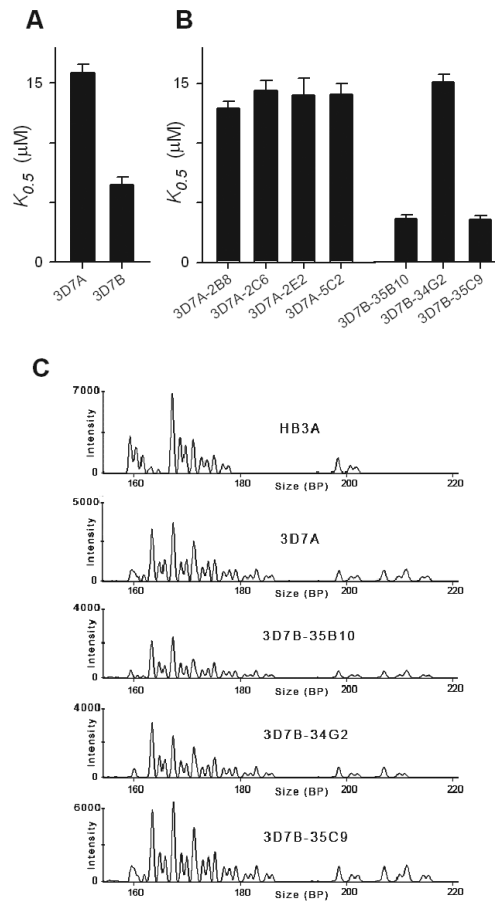 A
B
15
0
K0.5 (µM)
3D7A
3D7B
15
0
K0.5 (µM)
3D7A-2B8
3D7A-2C6
3D7A-2E2
3D7A-5C2
3D7B-35B10
3D7B-34G2
3D7B-35C9
C
7000
Intensity
0
HB3A
160
180
Size (BP)
200
220
5000
Intensity
0
3D7A
160
180
Size (BP)
200
220
4000
Intensity
0
3D7B-35B10
160
180
Size (BP)
200
220
4000
Intensity
0
3D7B-34G2
160
180
Size (BP)
200
220
6000
Intensity
0
3D7B-35C9
160
180
Size (BP)
200
220